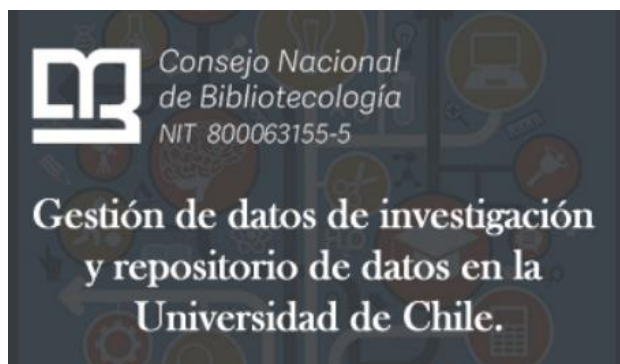 Consejo Nacional
de Bibliotecología
NIT 800063155-5
Gestión de datos de investigación
y repositorio de datos en la
Universidad de Chile.